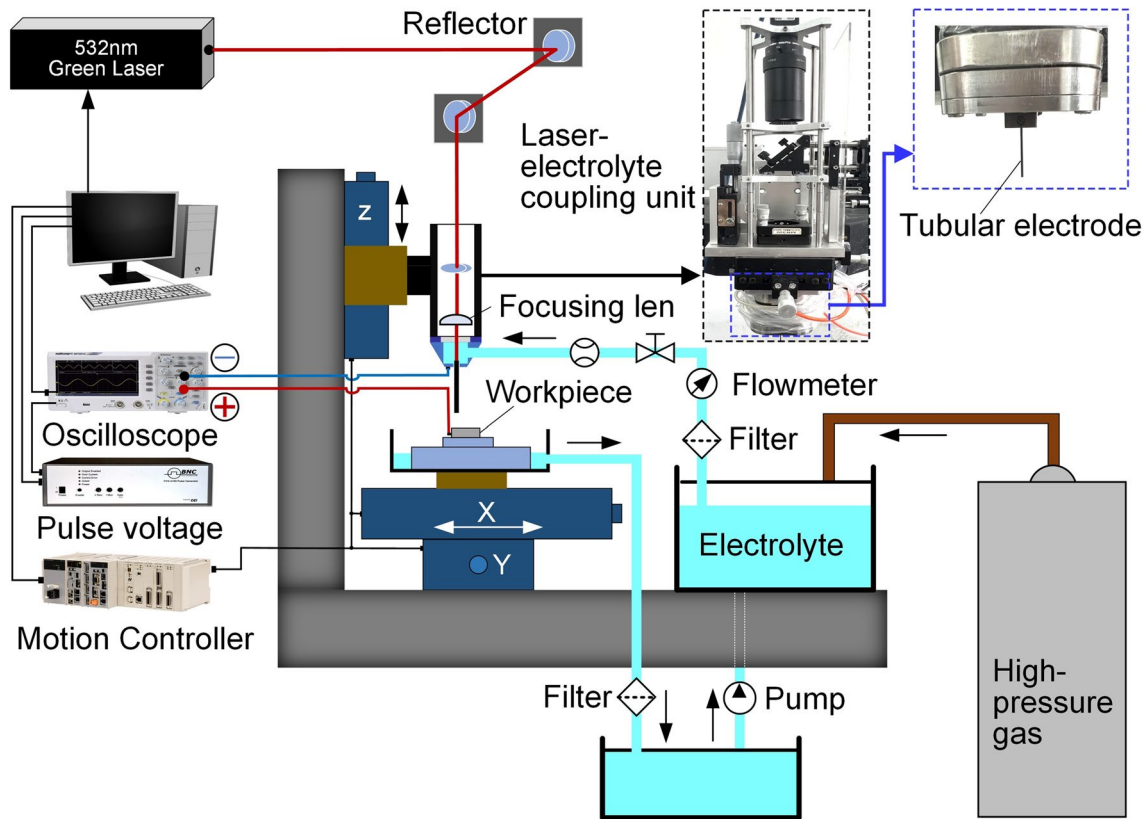 532nm
Green Laser
Reflector
Laser-
electrolyte
coupling unit
Tubular electrode
z
Focusing len
Workpiece
Flowmeter
Filter
Oscilloscope
BNC
Pulse voltage
X
Y
Electrolyte
Motion Controller
Filter
Pump
High-
pressure
gas